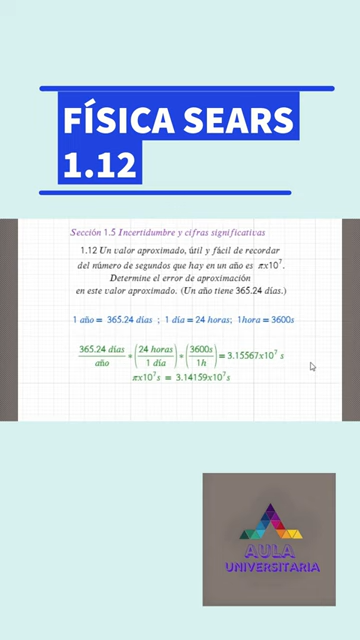 FÍSICA SEARS
1.12
Sección 1.5 Incertidumbre y cifras significativas
1.12 Un valor aproximado, útil y fácil de recordar
del número de segundos que hay en un año es πx10⁷.
Determine el error de aproximación
en este valor aproximado. (Un año tiene 365.24 días.)
1 año = 365.24 días ; 1 día = 24 horas; 1hora = 3600s
365.24 días/año * (24 horas/1 día) * (3600s/1h) = 3.15567x10⁷ s
πx10⁷s = 3.14159x10⁷s
AULA
UNIVERSITARIA